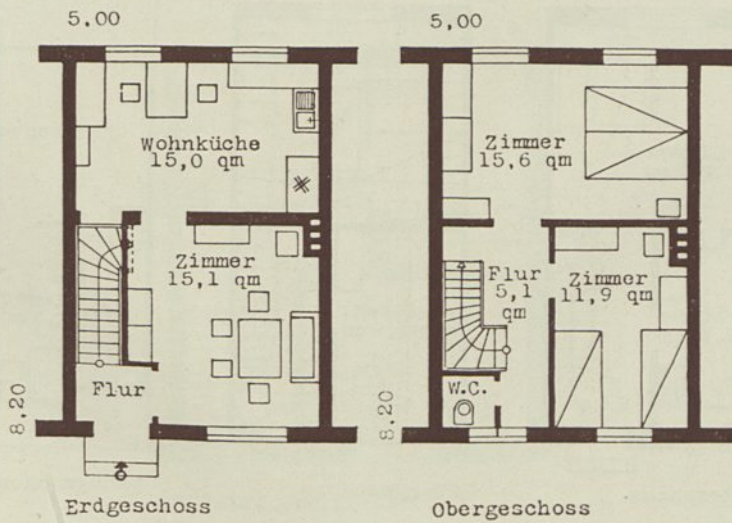 5,00
5,00
Wohnküche
15,0 qm
Zimmer
15,6 qm
Zimmer
15,1 qm
Flur
5,1
qm
Zimmer
11,9 qm
Flur
W.C.
8,20
8,20
Erdgeschoss
Obergeschoss